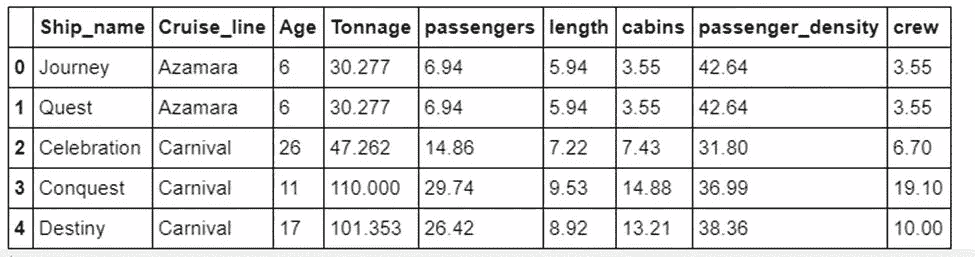 Ship_name Cruise_line Age Tonnage passengers length cabins passenger_density crew
0 Journey Azamara 6 30.277 6.94 5.94 3.55 42.64 3.55
1 Quest Azamara 6 30.277 6.94 5.94 3.55 42.64 3.55
2 Celebration Carnival 26 47.262 14.86 7.22 7.43 31.80 6.70
3 Conquest Carnival 11 110.000 29.74 9.53 14.88 36.99 19.10
4 Destiny Carnival 17 101.353 26.42 8.92 13.21 38.36 10.00